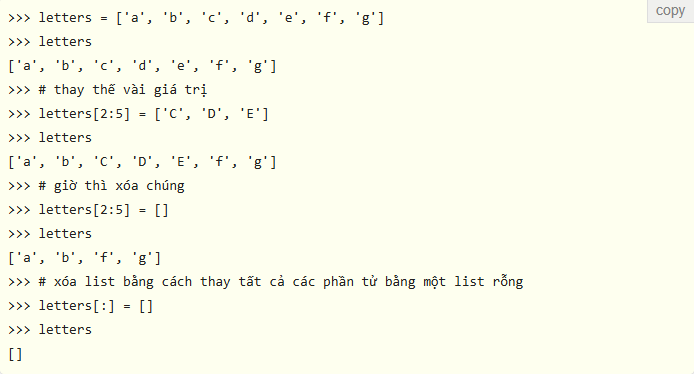 copy
>>> letters = ['a', 'b', 'c', 'd', 'e', 'f', 'g']
>>> letters
['a', 'b', 'c', 'd', 'e', 'f', 'g']
>>> # thay thế vài giá trị
>>> letters[2:5] = ['C', 'D', 'E']
>>> letters
['a', 'b', 'C', 'D', 'E', 'f', 'g']
>>> # giờ thì xóa chúng
>>> letters[2:5] = []
>>> letters
['a', 'b', 'f', 'g']
>>> # xóa list bằng cách thay tất cả các phần tử bằng một list rỗng
>>> letters[:] = []
>>> letters
[]